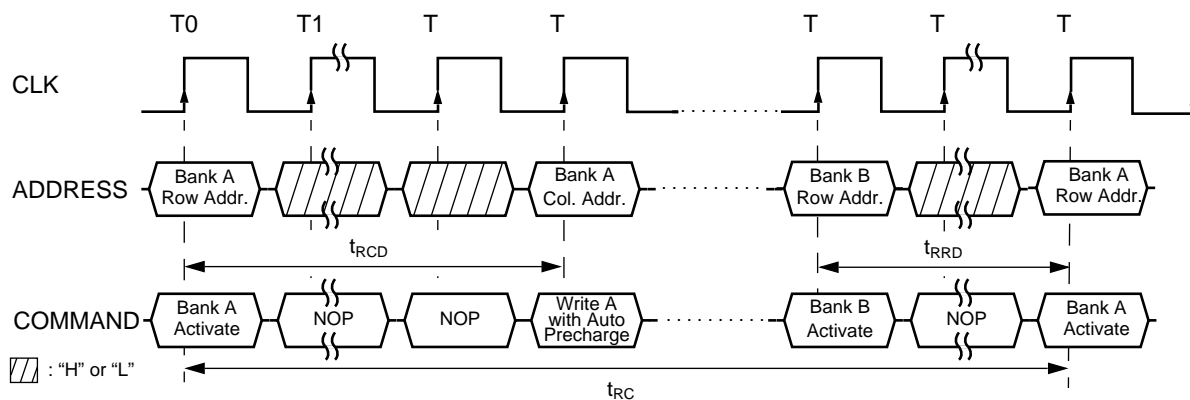 T0 T1 T T T T T
CLK
ADDRESS
Bank A
Row Addr.
Bank A
Col. Addr.
Bank B
Row Addr.
Bank A
Row Addr.
tRCD
tRRD
COMMAND
Bank A
Activate
NOP
NOP
Write A
with Auto
Precharge
Bank B
Activate
NOP
Bank A
Activate
: “H” or “L”
tRC